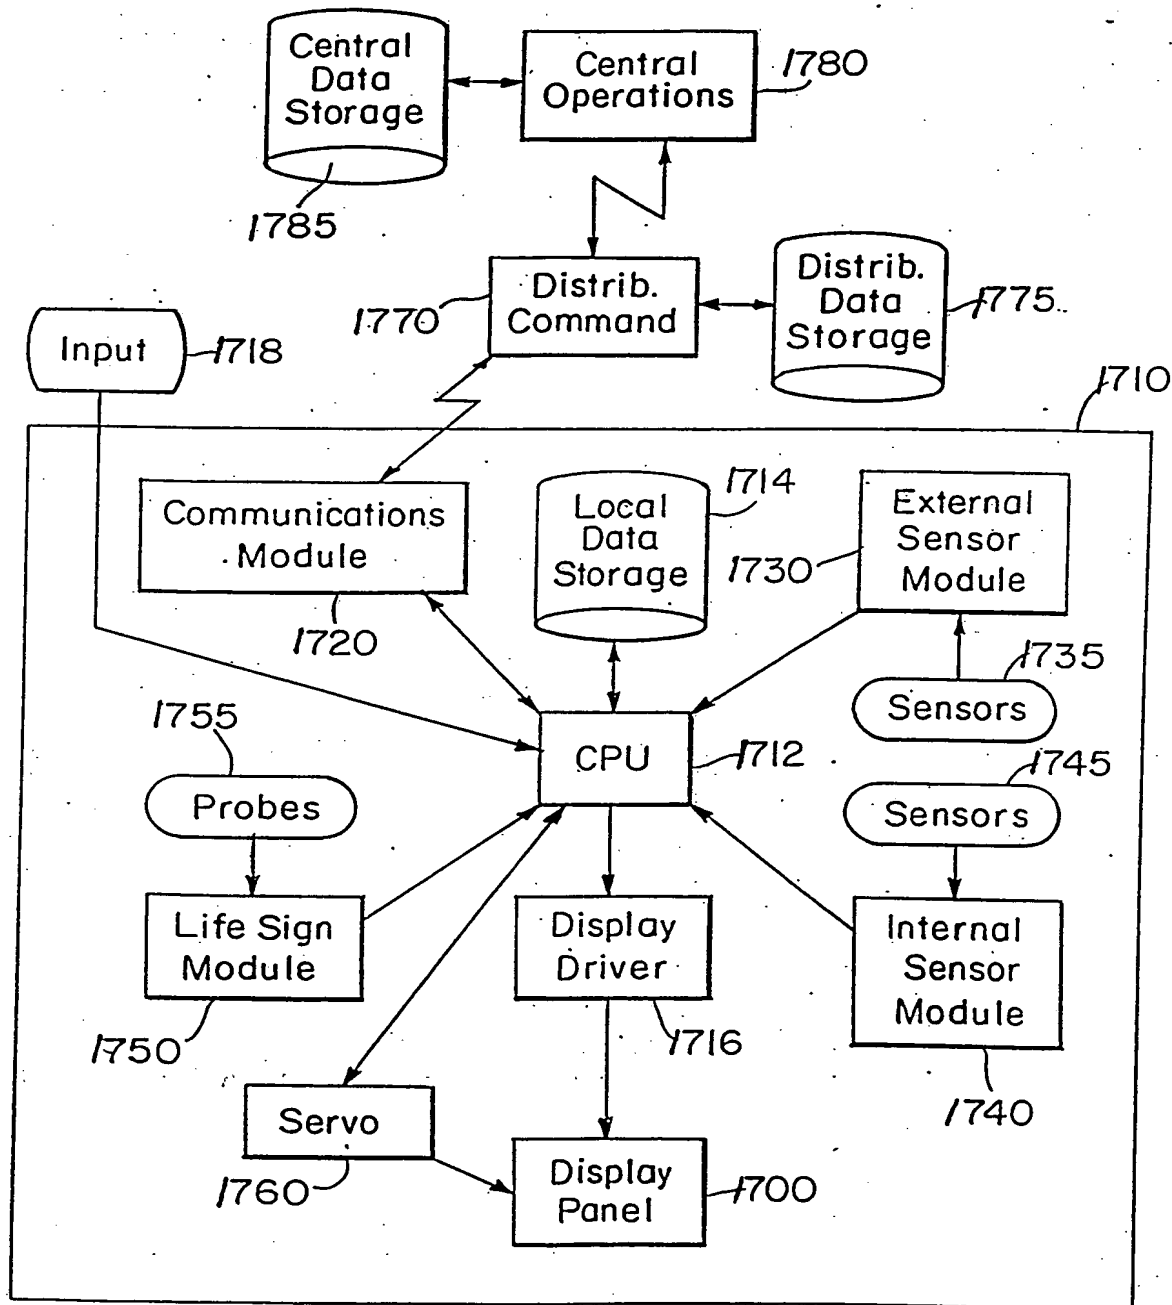 Central
Data
Storage
1785
Central
Operations
1780
Distrib.
Command
1770
Distrib.
Data
Storage
1775
Input
1718
1710
Communications
Module
1720
Local
Data
Storage
1714
External
Sensor
Module
1730
Sensors
1735
CPU
1712
Probes
1755
Sensors
1745
Life Sign
Module
1750
Display
Driver
1716
Internal
Sensor
Module
1740
Servo
1760
Display
Panel
1700